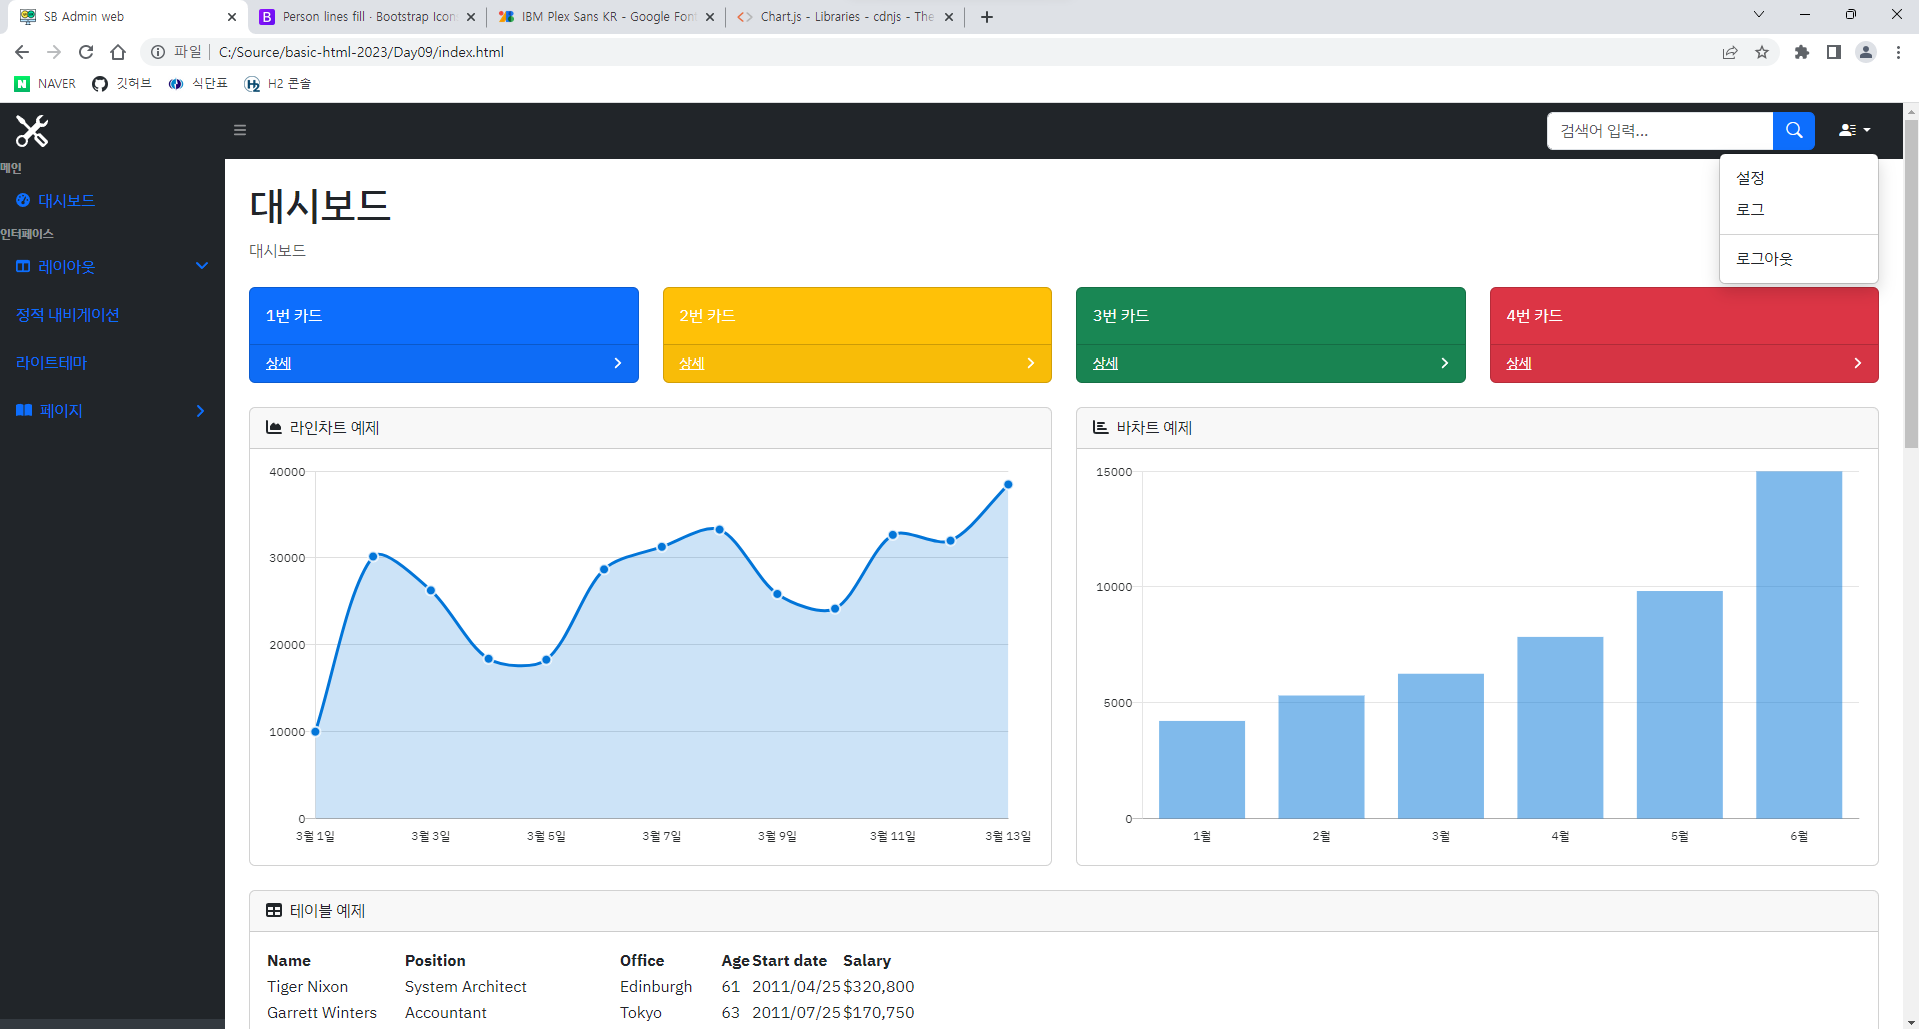 SB Admin web
Person lines fill · Bootstrap Icons
IBM Plex Sans KR - Google Font
Chart.js - Libraries - cdnjs - The
파일
C:/Source/basic-html-2023/Day09/index.html
NAVER
깃허브
식단표
H2 콘솔
검색어 입력...
설정
로그
로그아웃
메인
대시보드
인터페이스
레이아웃
정적 내비게이션
라이트테마
페이지
대시보드
대시보드
1번 카드
상세
2번 카드
상세
3번 카드
상세
4번 카드
상세
라인차트 예제
40000
30000
20000
10000
0
3월 1일 3월 3일 3월 5일 3월 7일 3월 9일 3월 11일 3월 13일
바차트 예제
15000
10000
5000
0
1월 2월 3월 4월 5월 6월
테이블 예제
Name Position Office Age Start date Salary
Tiger Nixon System Architect Edinburgh 61 2011/04/25 $320,800
Garrett Winters Accountant Tokyo 63 2011/07/25 $170,750